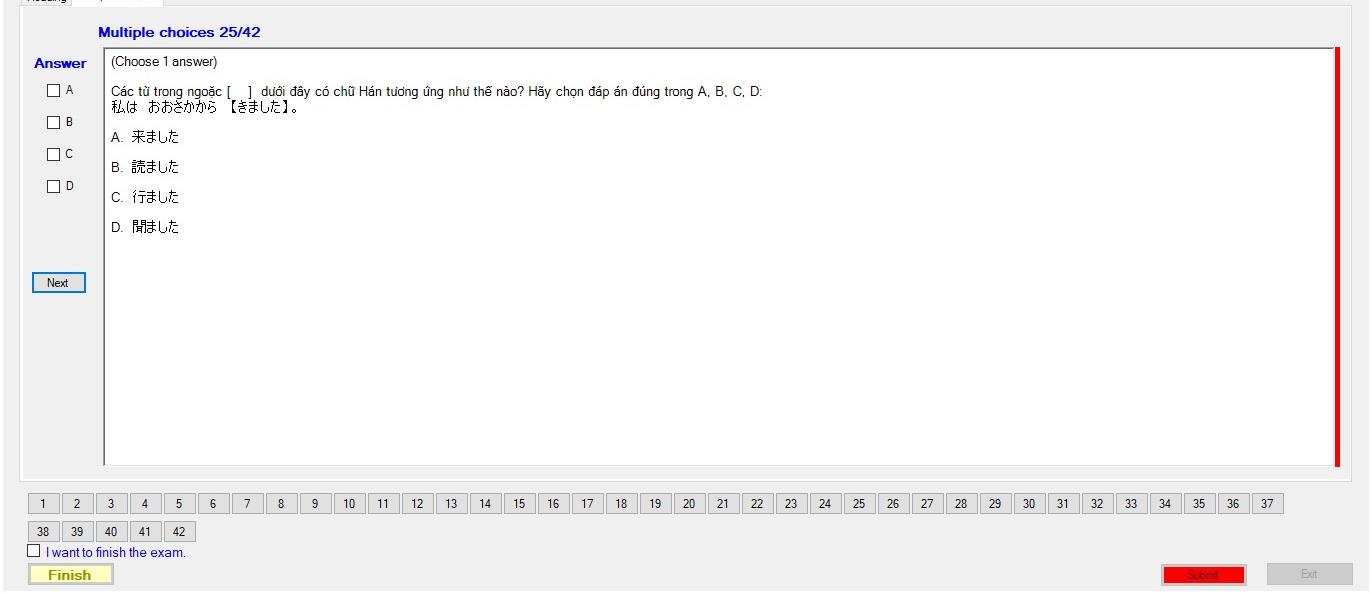 Multiple choices 25/42
Answer
(Choose 1 answer)
A
B
C
D
Các từ trong ngoặc [ ] dưới đây có chữ Hán tương ứng như thế nào? Hãy chọn đáp án đúng trong A, B, C, D:
私は おおさかから 【きました】。
A. 来ました
B. 読ました
C. 行ました
D. 聞ました
Next
1 2 3 4 5 6 7 8 9 10 11 12 13 14 15 16 17 18 19 20 21 22 23 24 25 26 27 28 29 30 31 32 33 34 35 36 37
38 39 40 41 42
I want to finish the exam.
Finish
Submit
Exit